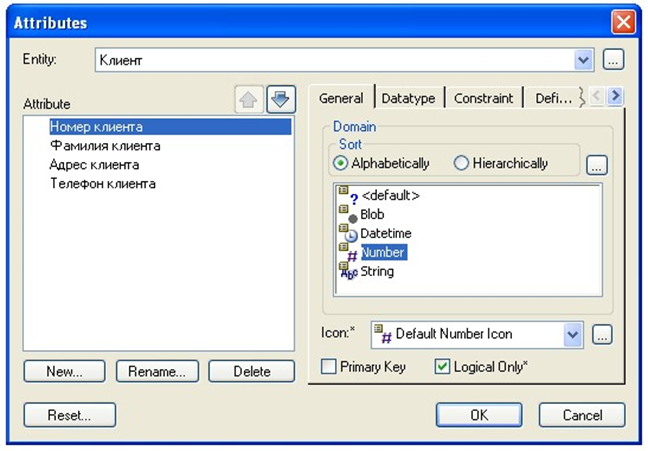 Attributes
Entity: Клиент ...
Attribute
Номер клиента
Фамилия клиента
Адрес клиента
Телефон клиента
New... Rename... Delete
General Datatype Constraint Defi...
Domain
Sort
Alphabetically Hierarchically ...
? <default>
Blob
Datetime
# Number
Abc String
Icon:* # Default Number Icon ...
Primary Key Logical Only*
Reset... OK Cancel